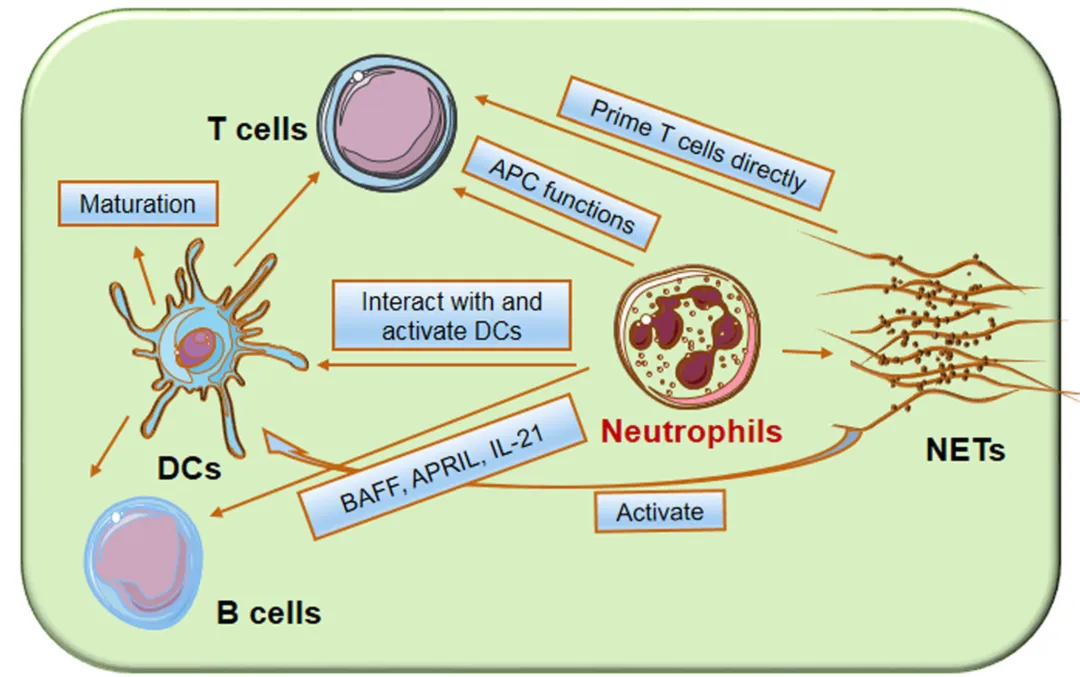 Prime T cells directly
T cells
APC functions
Maturation
Interact with and
activate DCs
Neutrophils
NETs
DCs
BAFF, APRIL, IL-21
Activate
B cells